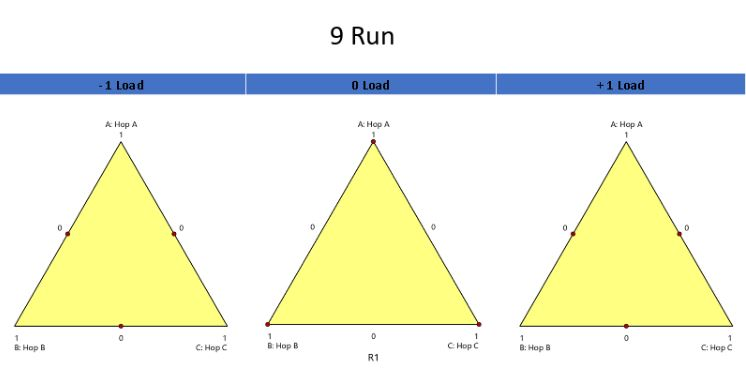 9 Run
- 1 Load 0 Load + 1 Load
A: Hop A A: Hop A A: Hop A
1 1 1
0 0 0 0 0 0
1 0 1 1 0 1 1 0 1
B: Hop B C: Hop C B: Hop B C: Hop C B: Hop B C: Hop C
R1